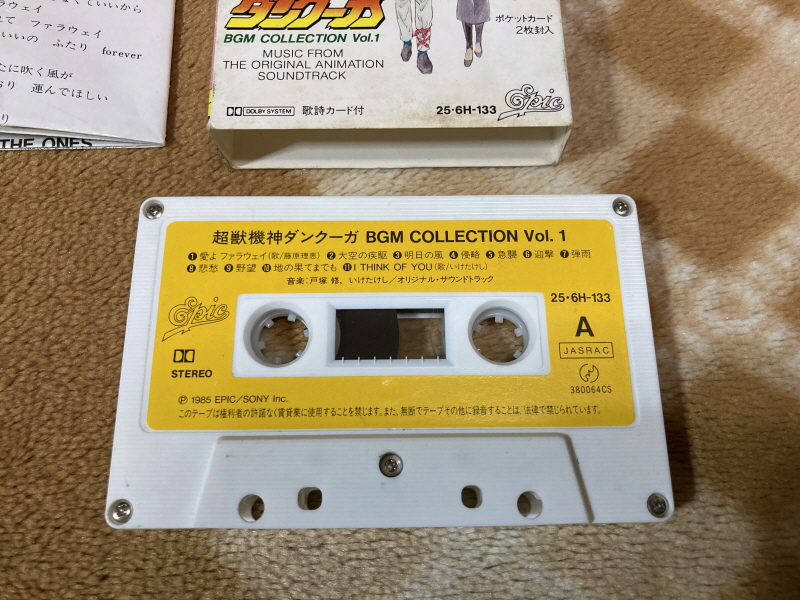 ていいから
ラウェイ
れて ファラウェイ
いいの ふたり forever
たに吹く風が
おり 運んでほしい
り
THE ONES
ダンクーガ
BGM COLLECTION Vol.1
MUSIC FROM
THE ORIGINAL ANIMATION
SOUNDTRACK
ポケットカード
2枚封入
DOLBY SYSTEM 歌詩カード付
25・6H-133 Epic
超獣機神ダンクーガ BGM COLLECTION Vol. 1
❶愛よ ファラウェイ(歌/藤原理恵) ❷大空の疾駆 ❸明日の風 ❹侵略 ❺急襲 ❻迎撃 ❼弾雨
❽悲愁 ❾野望 ❿地の果てまでも ⓫I THINK OF YOU(歌/いけたけし)
音楽:戸塚 修, いけたけし/オリジナル・サウンドトラック
Epic
25・6H-133
A
JASRAC
STEREO
380064CS
Ⓟ 1985 EPIC/SONY Inc.
このテープは権利者の許諾なく賃貸業に使用することを禁じます。また、無断でテープその他に録音することは、法律で禁じられています。